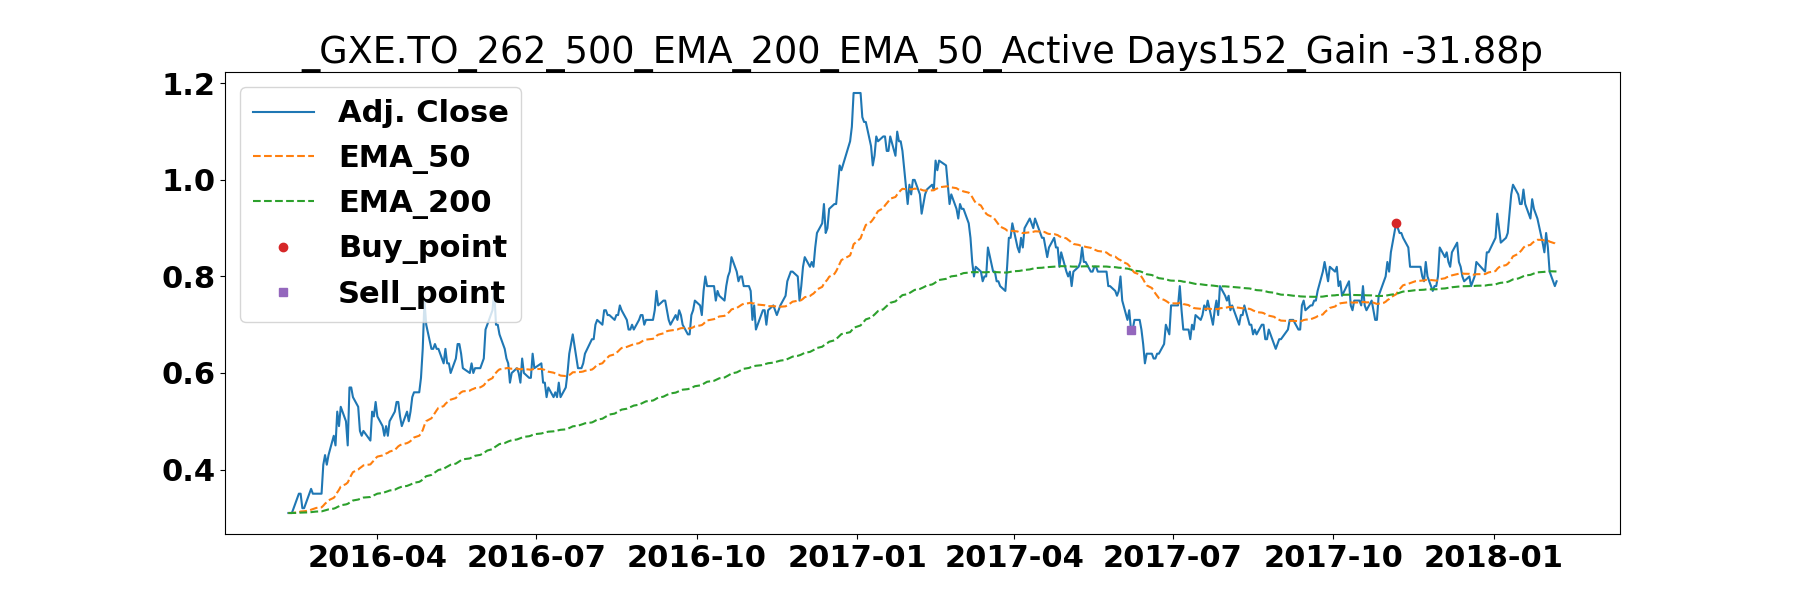 _GXE.TO_262_500_EMA_200_EMA_50_Active Days152_Gain -31.88p
1.2
1.0
0.8
0.6
0.4
Adj. Close
EMA_50
EMA_200
Buy_point
Sell_point
2016-04 2016-07 2016-10 2017-01 2017-04 2017-07 2017-10 2018-01